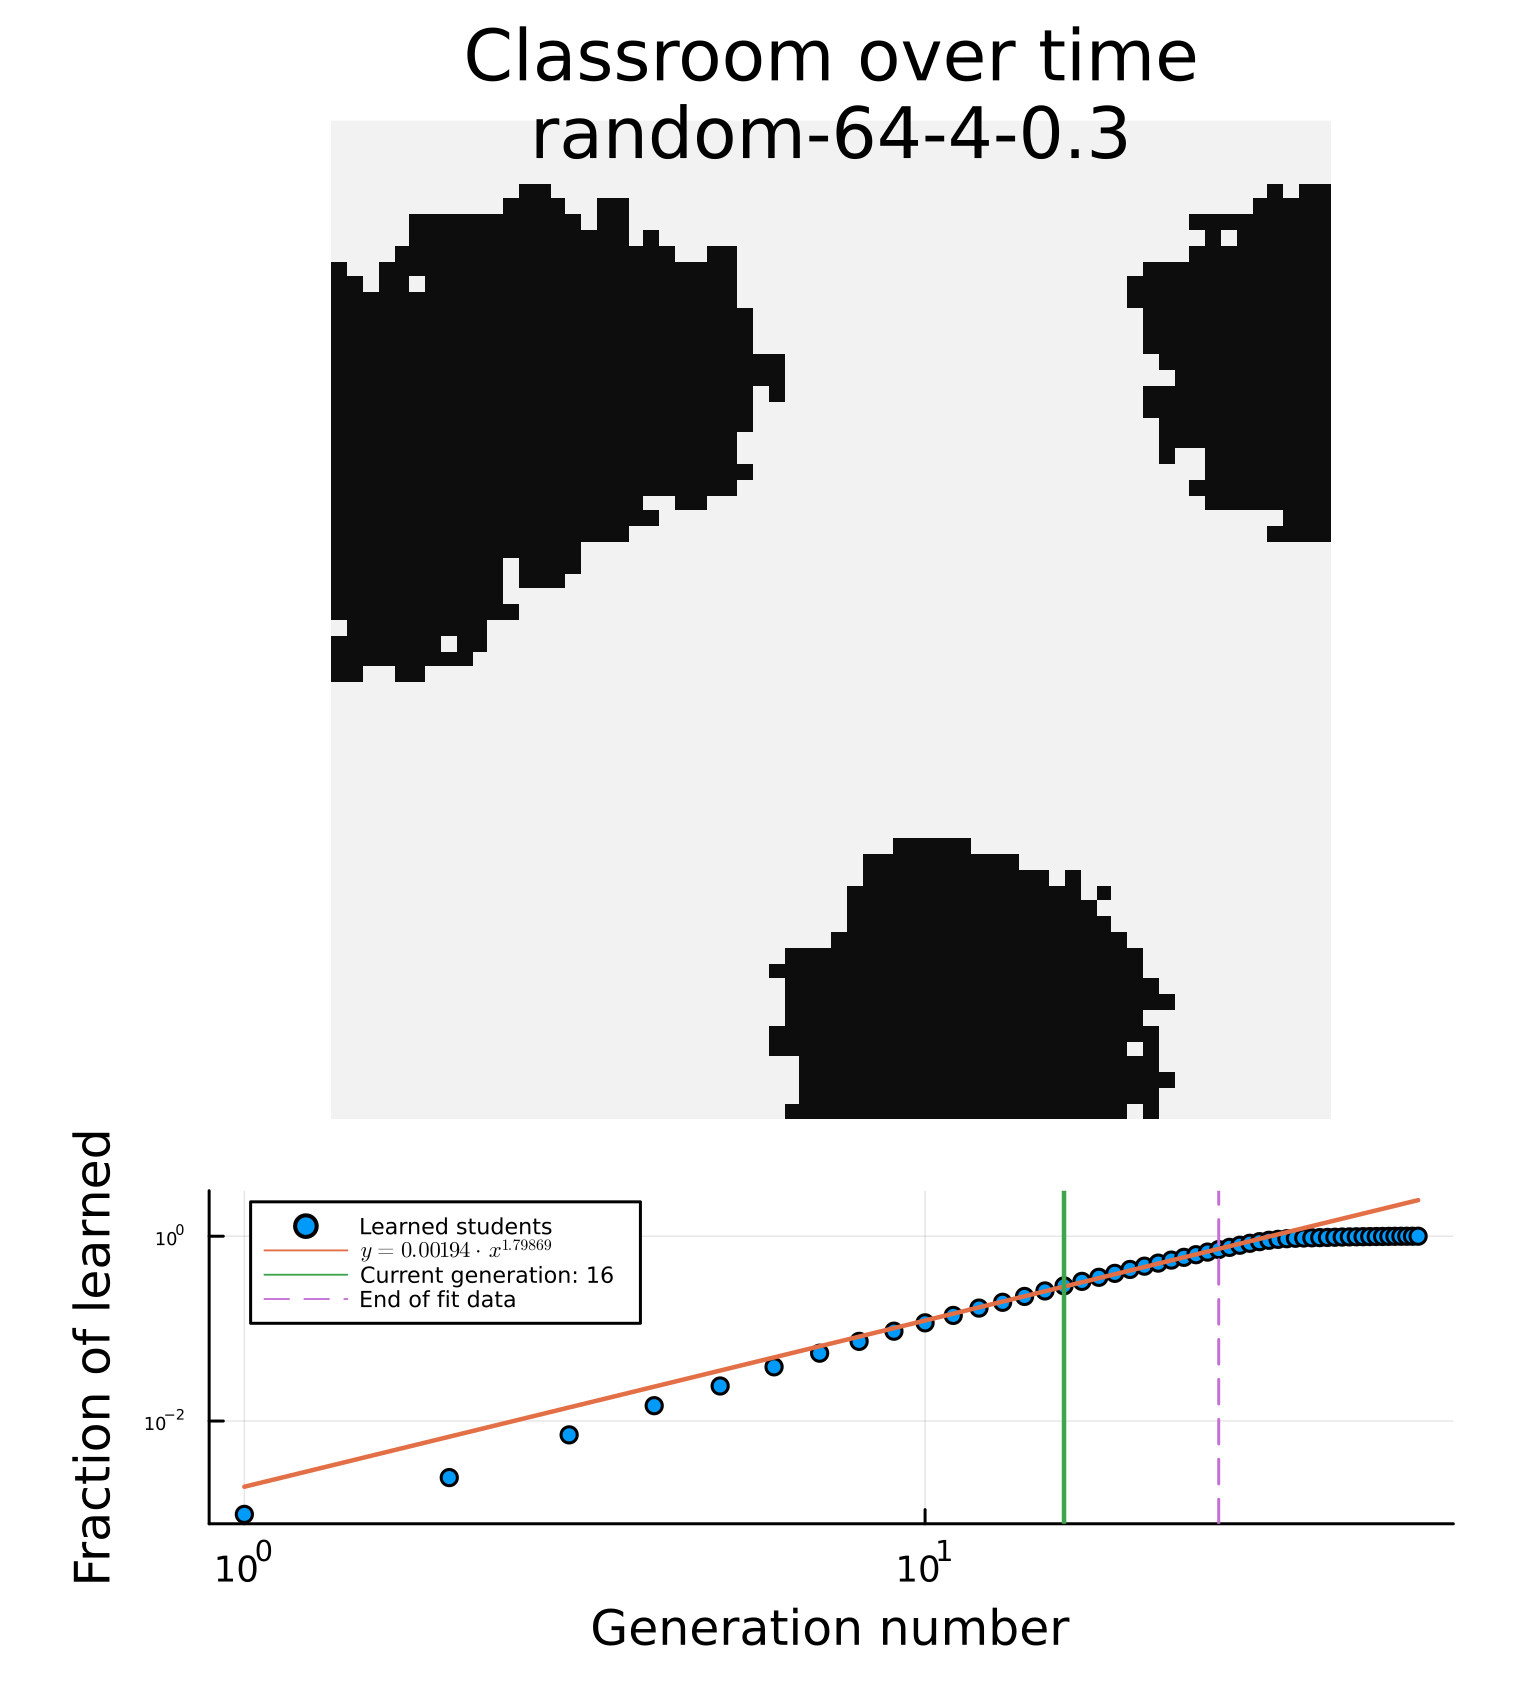 Classroom over time
random-64-4-0.3
Fraction of learned
Learned students
y = 0.00194 · x^1.79869
Current generation: 16
End of fit data
10^0
10^-2
10^0
10^1
Generation number